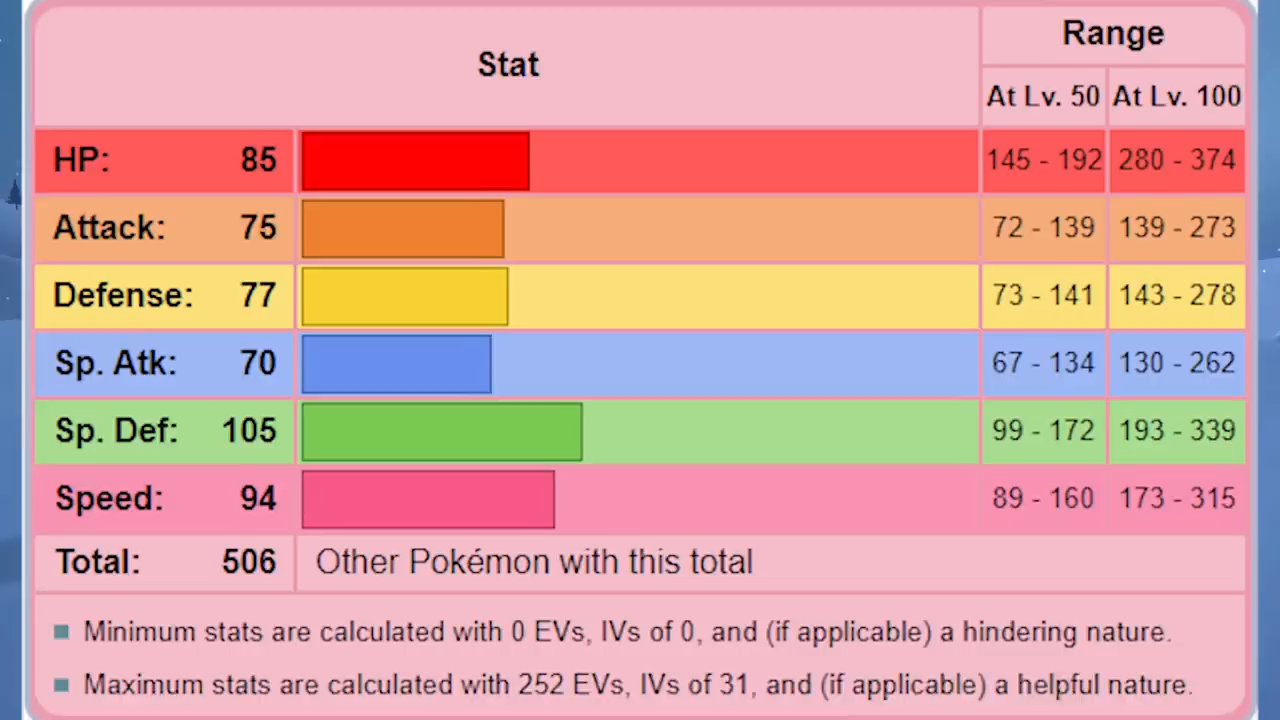 Stat
Range
At Lv. 50 At Lv. 100
HP: 85 145 - 192 280 - 374
Attack: 75 72 - 139 139 - 273
Defense: 77 73 - 141 143 - 278
Sp. Atk: 70 67 - 134 130 - 262
Sp. Def: 105 99 - 172 193 - 339
Speed: 94 89 - 160 173 - 315
Total: 506 Other Pokémon with this total
Minimum stats are calculated with 0 EVs, IVs of 0, and (if applicable) a hindering nature.
Maximum stats are calculated with 252 EVs, IVs of 31, and (if applicable) a helpful nature.